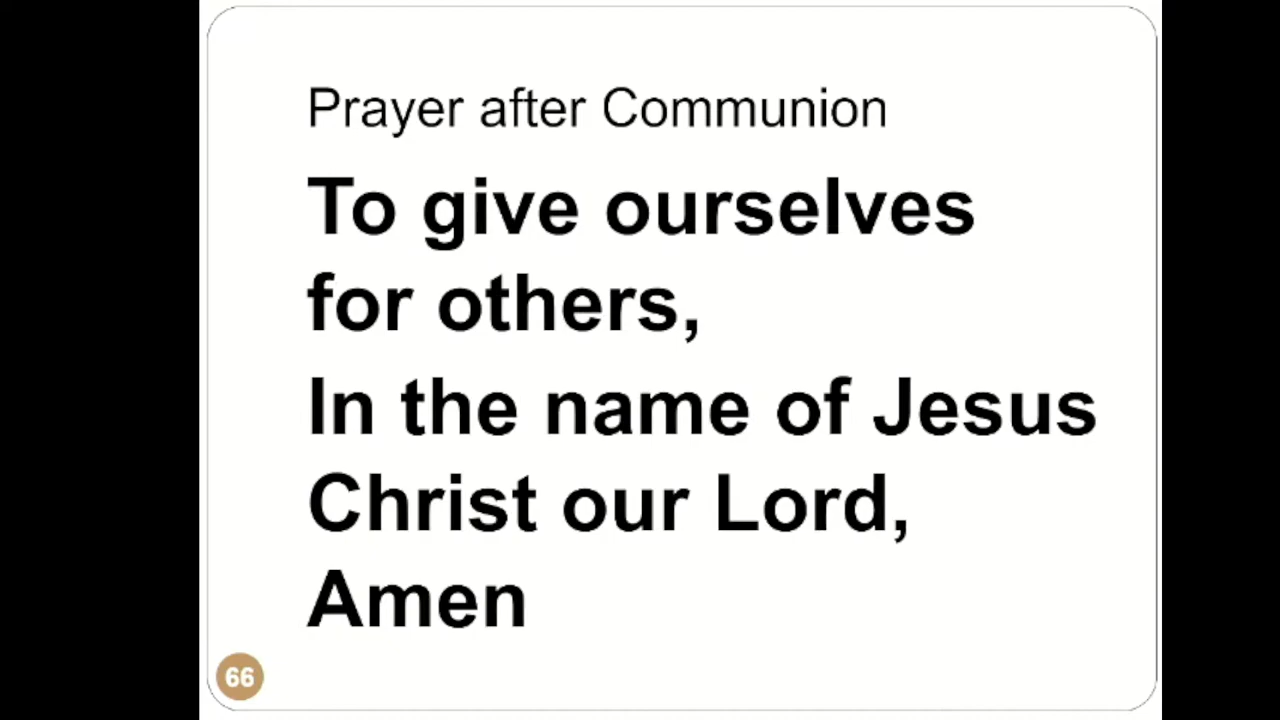 Prayer after Communion
To give ourselves
for others,
In the name of Jesus
Christ our Lord,
Amen
66